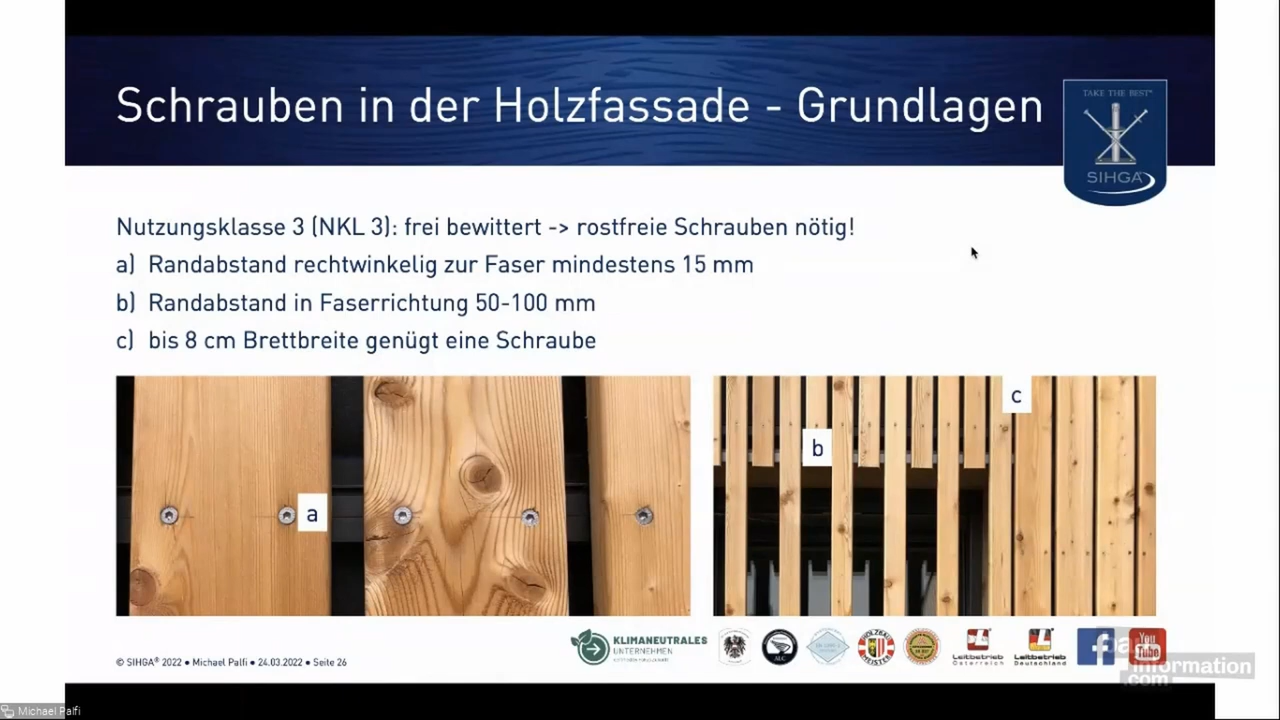 Schrauben in der Holzfassade - Grundlagen
TAKE THE BEST
SIHGA
Nutzungsklasse 3 (NKL 3): frei bewittert -> rostfreie Schrauben nötig!
a) Randabstand rechtwinkelig zur Faser mindestens 15 mm
b) Randabstand in Faserrichtung 50-100 mm
c) bis 8 cm Brettbreite genügt eine Schraube
a
b
c
KLIMANEUTRALES
UNTERNEHMEN
Leitbetrieb
Österreich
Leitbetrieb
Deutschland
f
You
Tube
© SIHGA® 2022 • Michael Palfi • 24.03.2022 • Seite 26
information
.com
Michael Palfi